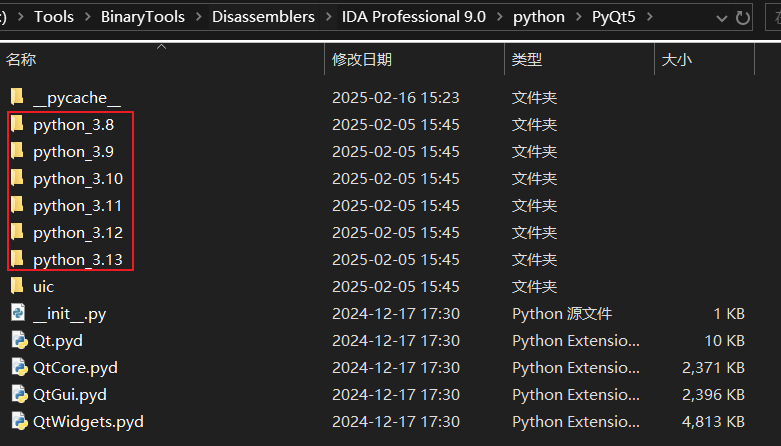 :) > Tools > BinaryTools > Disassemblers > IDA Professional 9.0 > python > PyQt5 >
名称 修改日期 类型 大小
__pycache__ 2025-02-16 15:23 文件夹
python_3.8 2025-02-05 15:45 文件夹
python_3.9 2025-02-05 15:45 文件夹
python_3.10 2025-02-05 15:45 文件夹
python_3.11 2025-02-05 15:45 文件夹
python_3.12 2025-02-05 15:45 文件夹
python_3.13 2025-02-05 15:45 文件夹
uic 2025-02-05 15:45 文件夹
__init__.py 2024-12-17 17:30 Python 源文件 1 KB
Qt.pyd 2024-12-17 17:30 Python Extensio... 10 KB
QtCore.pyd 2024-12-17 17:30 Python Extensio... 2,371 KB
QtGui.pyd 2024-12-17 17:30 Python Extensio... 2,396 KB
QtWidgets.pyd 2024-12-17 17:30 Python Extensio... 4,813 KB